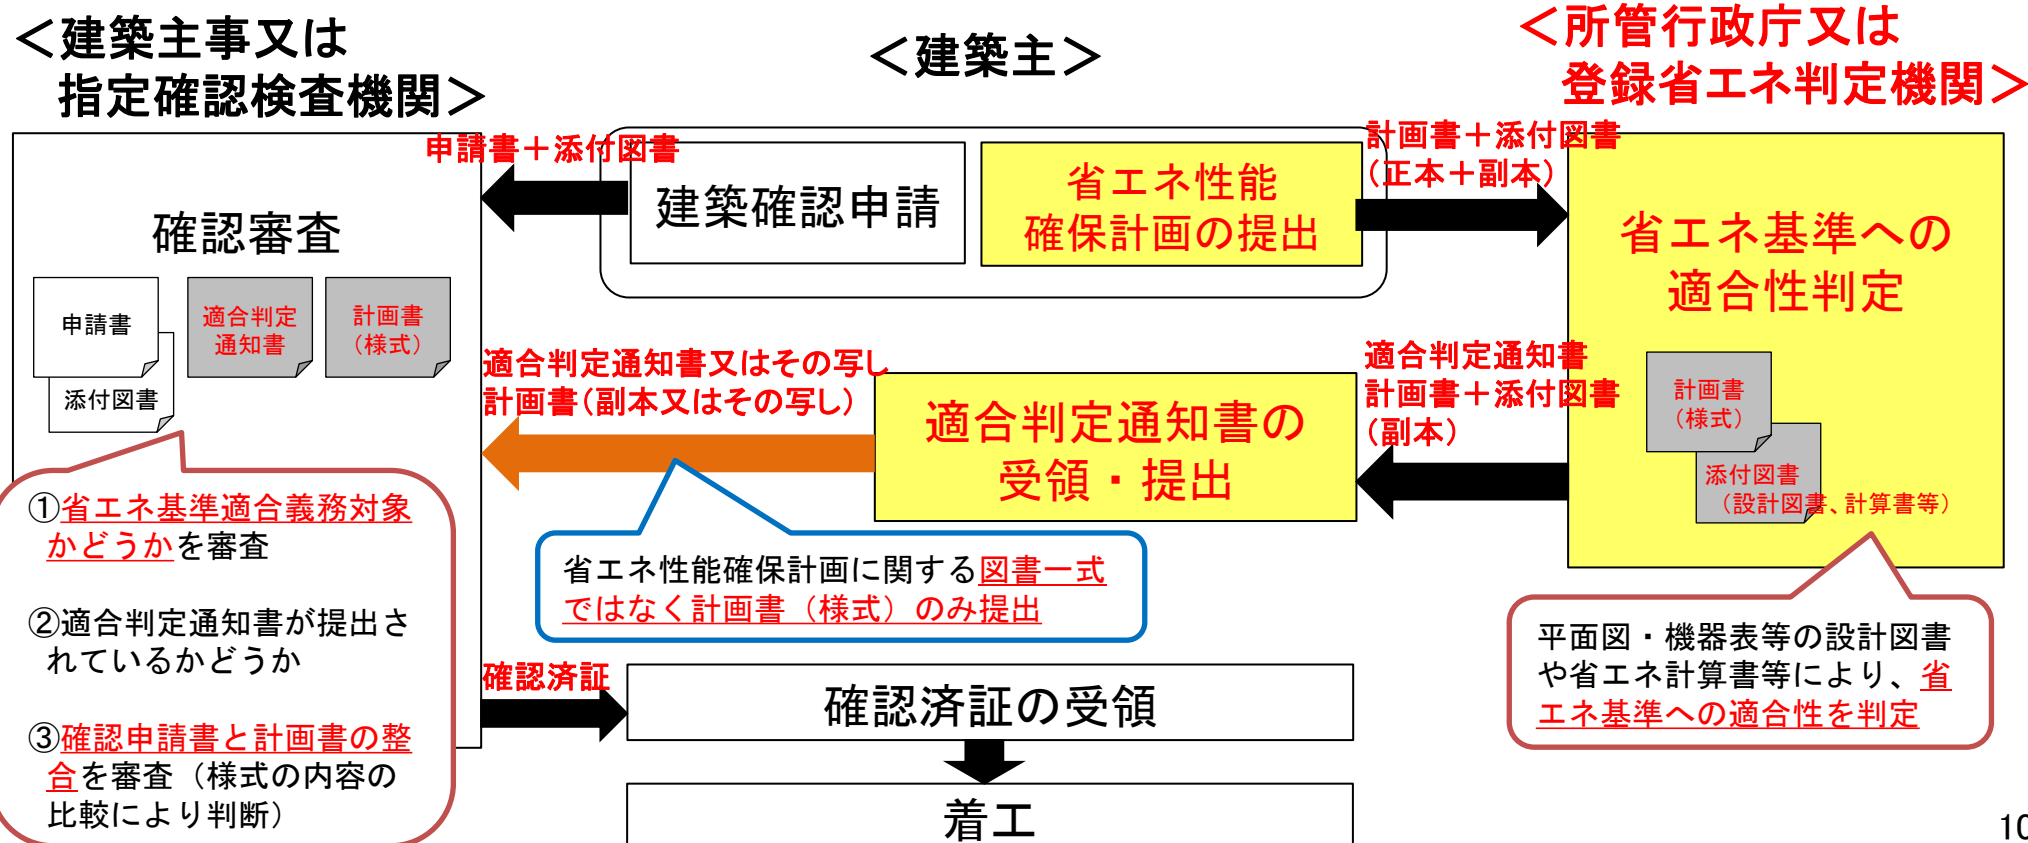 ＜建築主事又は
指定確認検査機関＞
＜建築主＞
＜所管行政庁又は
登録省エネ判定機関＞
申請書＋添付図書
計画書＋添付図書
（正本＋副本）
確認審査
建築確認申請
省エネ性能
確保計画の提出
省エネ基準への
適合性判定
申請書
添付図書
適合判定
通知書
計画書
（様式）
適合判定通知書又はその写し
計画書（副本又はその写し）
適合判定通知書の
受領・提出
適合判定通知書
計画書＋添付図書
（副本）
計画書
（様式）
添付図書
（設計図書、計算書等）
①省エネ基準適合義務対象
かどうかを審査
②適合判定通知書が提出さ
れているかどうか
③確認申請書と計画書の整
合を審査（様式の内容の
比較により判断）
省エネ性能確保計画に関する図書一式
ではなく計画書（様式）のみ提出
平面図・機器表等の設計図書
や省エネ計算書等により、省
エネ基準への適合性を判定
確認済証
確認済証の受領
着工
10